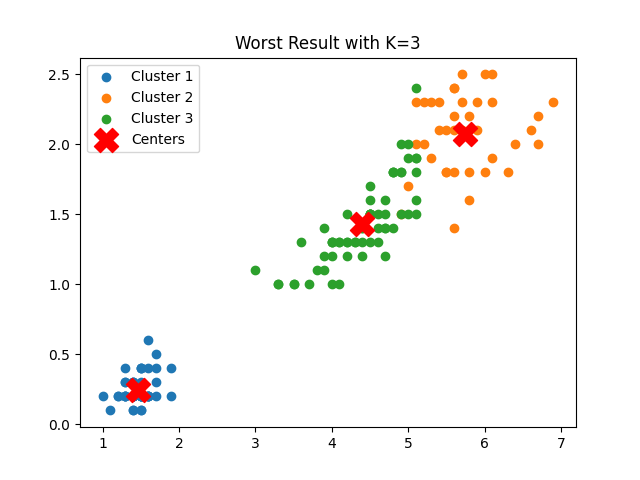 Worst Result with K=3
2.5
2.0
1.5
1.0
0.5
0.0
Cluster 1
Cluster 2
Cluster 3
Centers
1 2 3 4 5 6 7